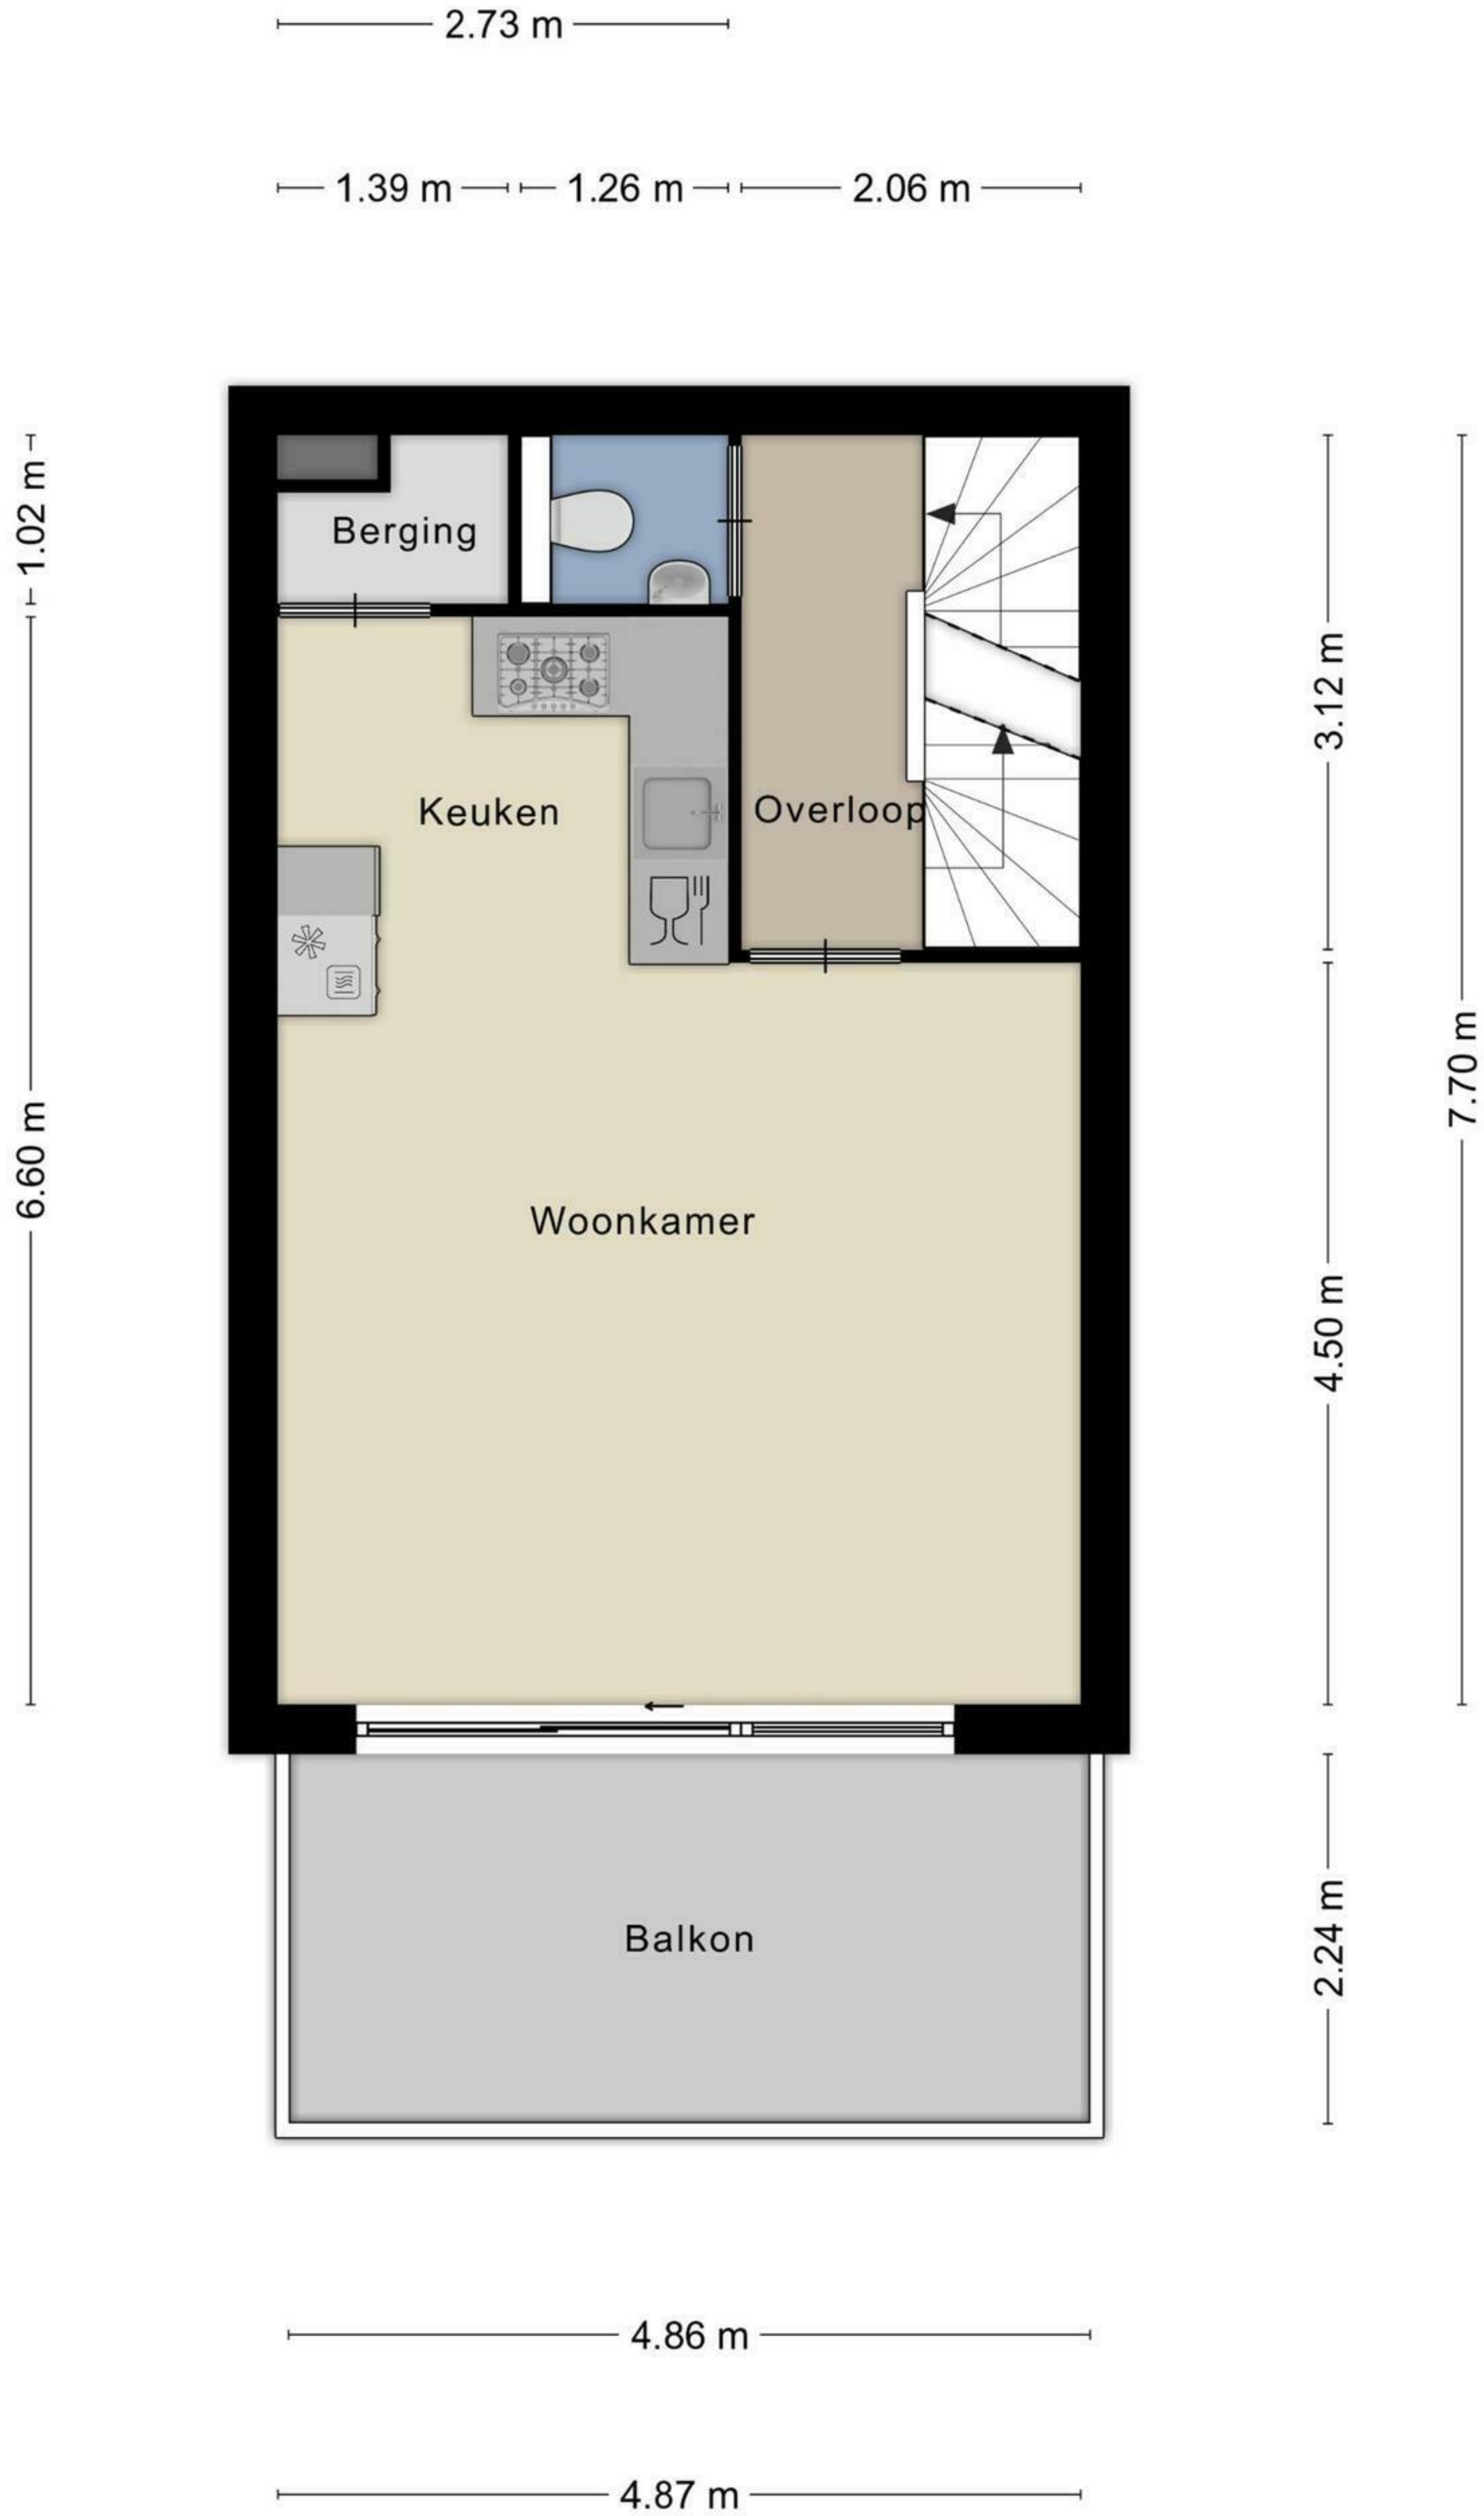 2.73 m
1.39 m
1.26 m
2.06 m
1.02 m
Berging
3.12 m
Keuken
Overloop
7.70 m
6.60 m
Woonkamer
4.50 m
Balkon
2.24 m
4.86 m
4.87 m